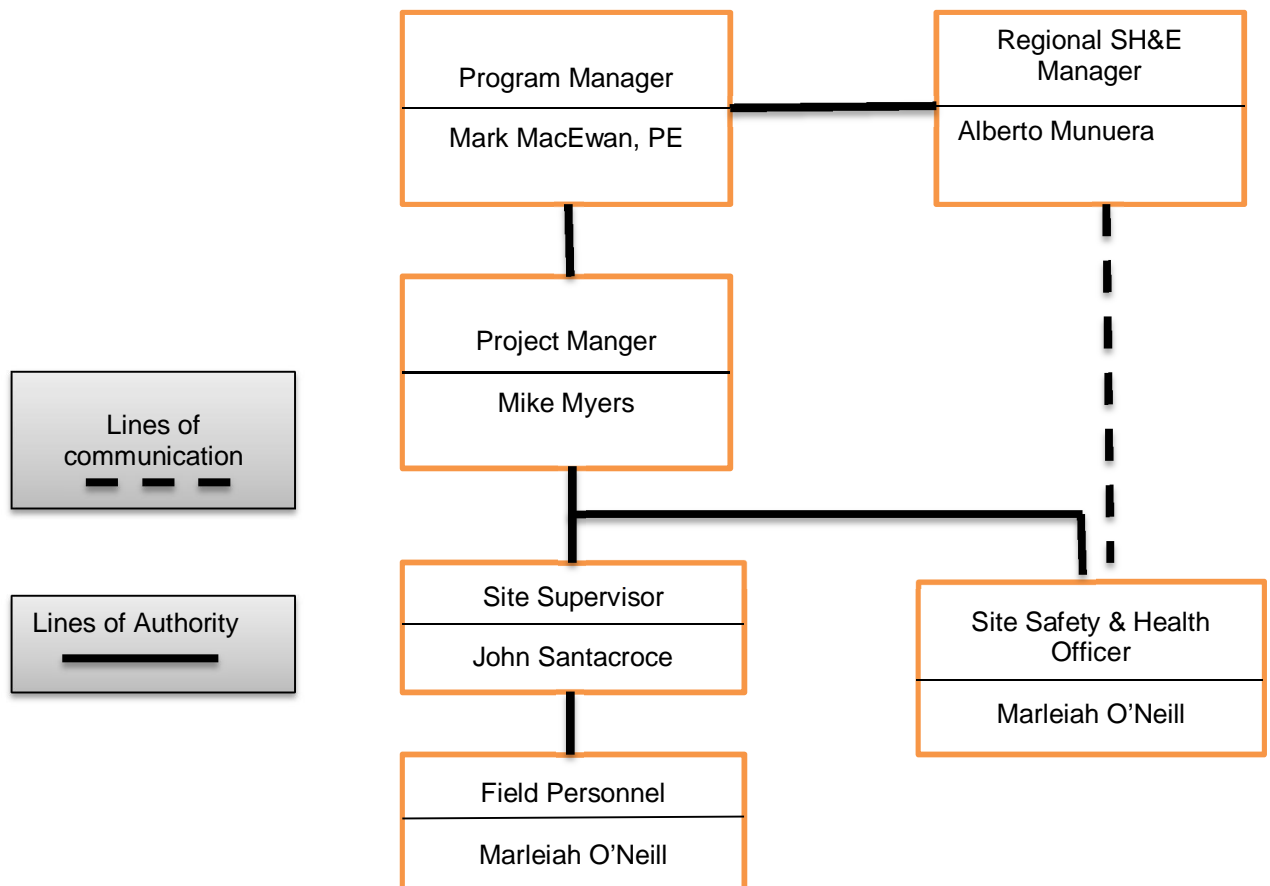 Program Manager
Mark MacEwan, PE
Regional SH&E
Manager
Alberto Munuera
Project Manger
Mike Myers
Lines of
communication
Lines of Authority
Site Supervisor
John Santacroce
Site Safety & Health
Officer
Marleiah O’Neill
Field Personnel
Marleiah O’Neill